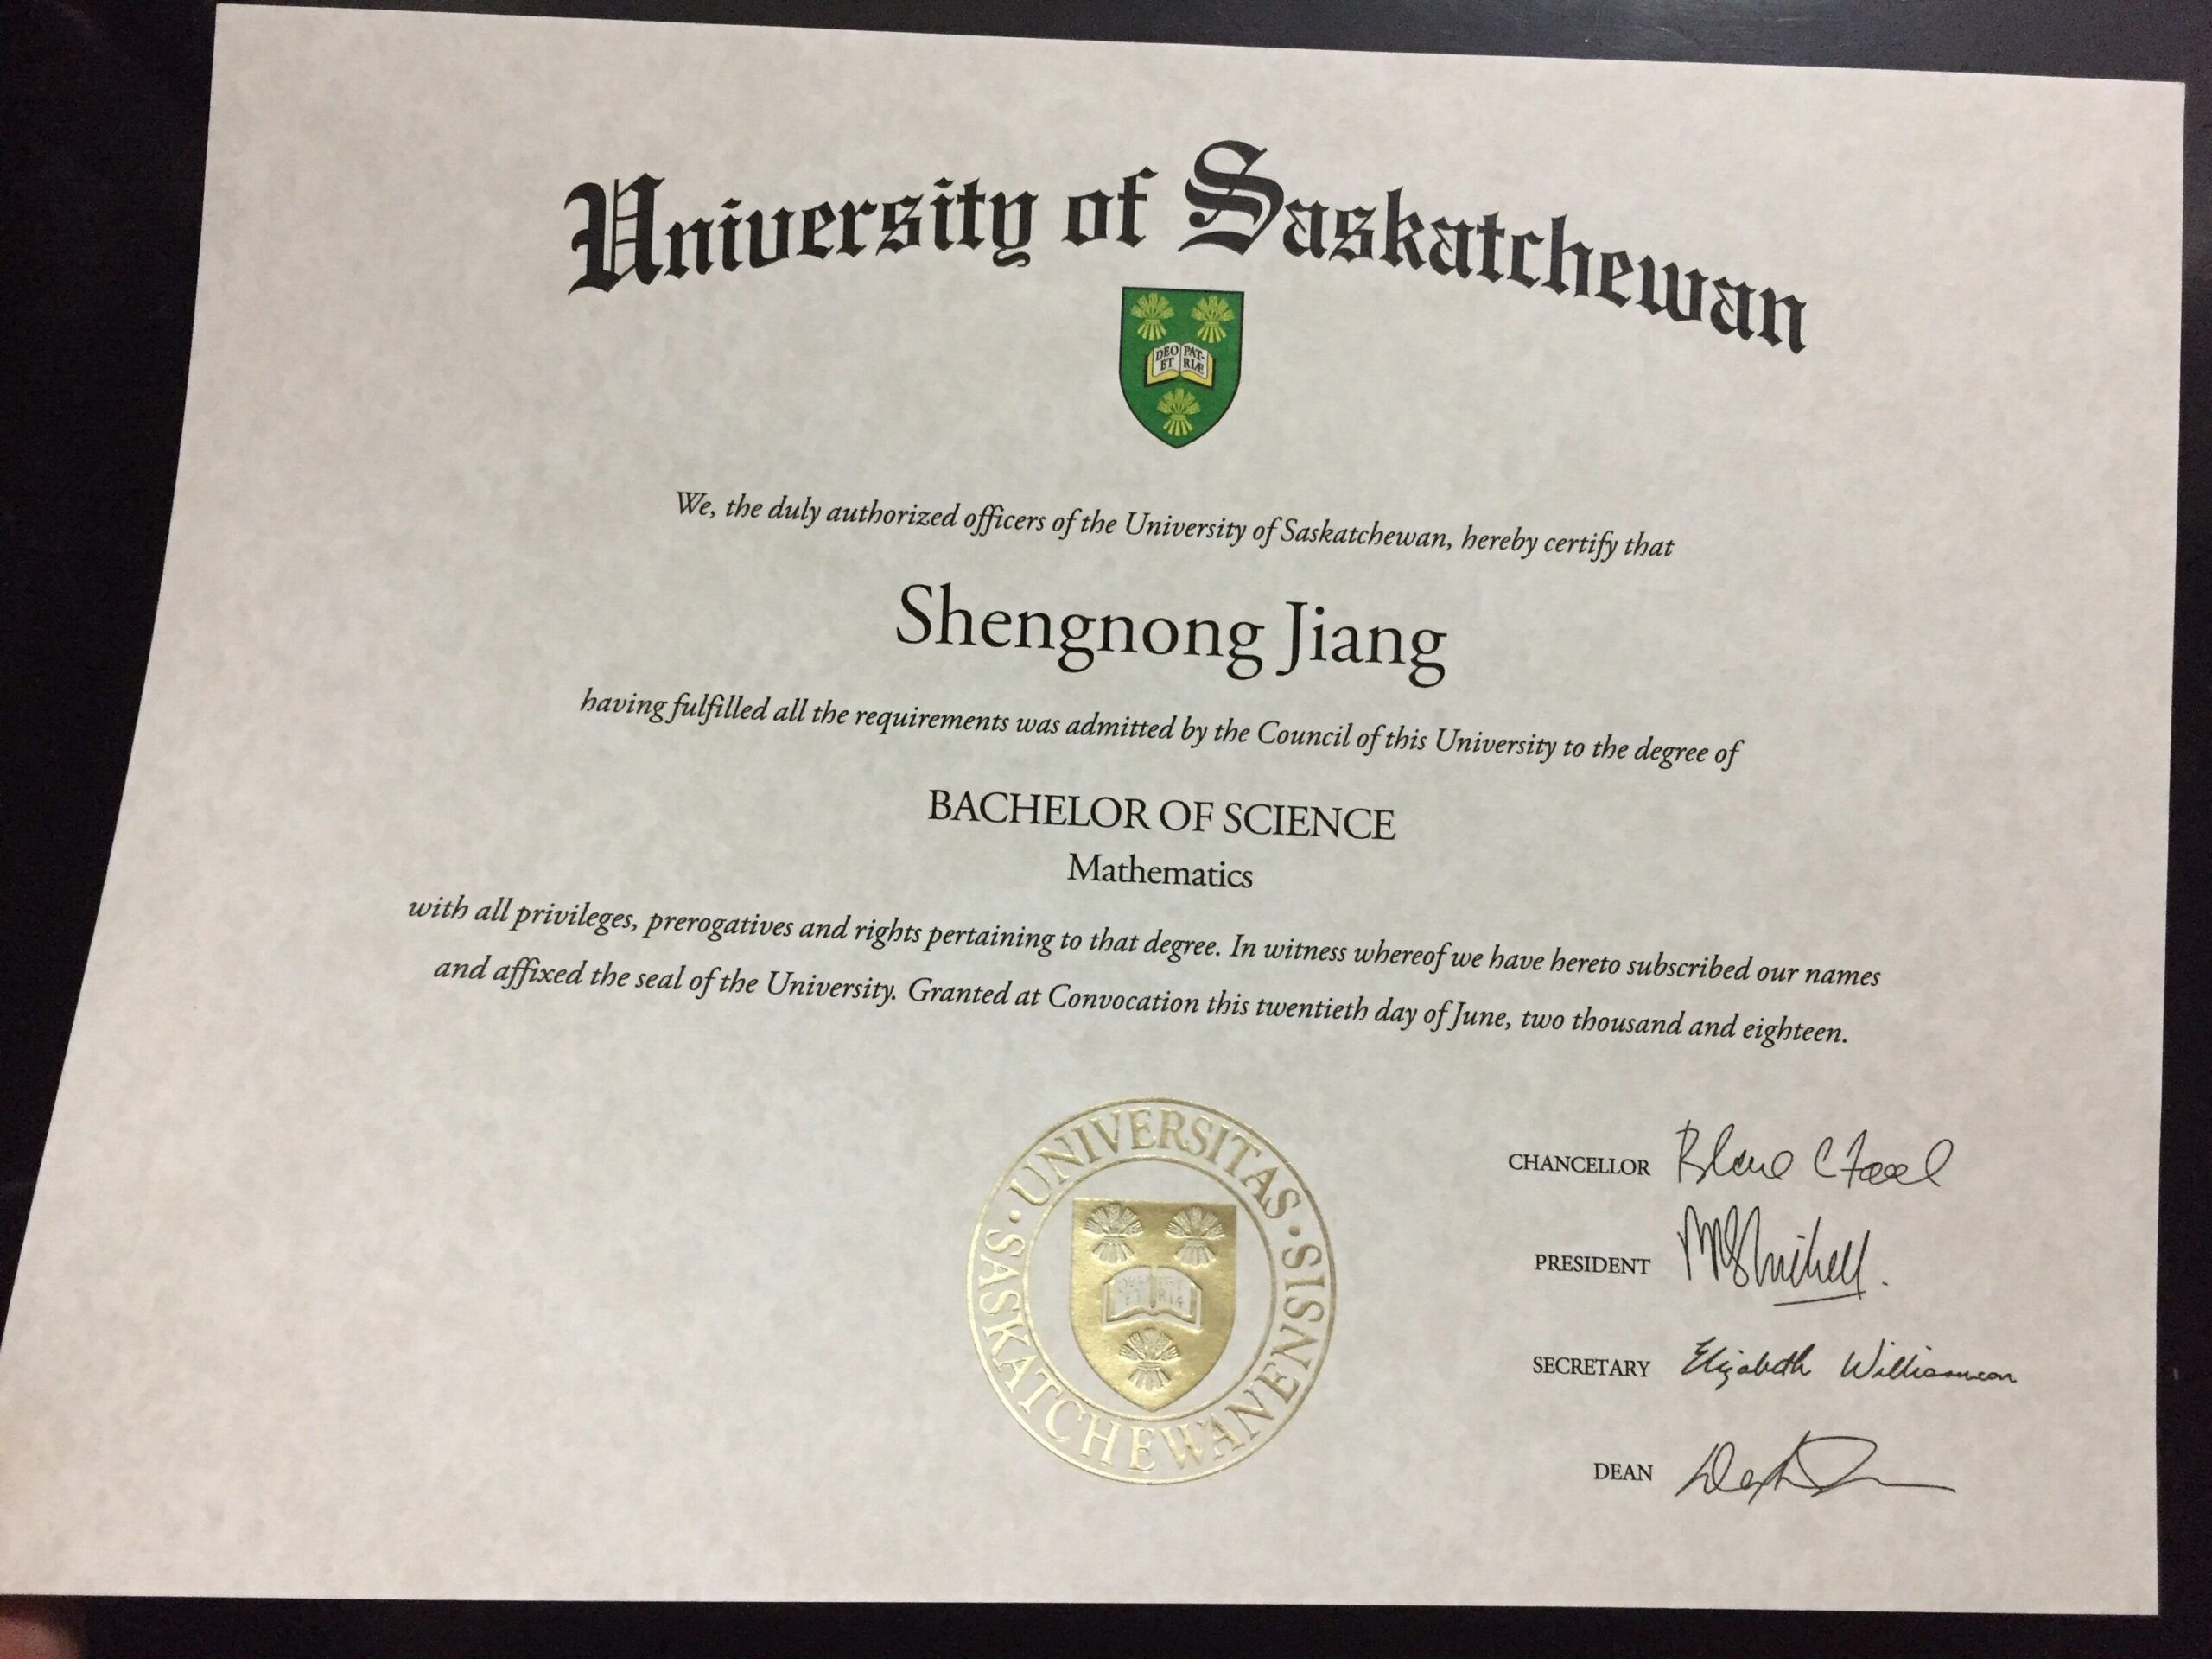 University of Saskatchewan
DEO PAT-
ET RIÆ
We, the duly authorized officers of the University of Saskatchewan, hereby certify that
Shengnong Jiang
having fulfilled all the requirements was admitted by the Council of this University to the degree of
BACHELOR OF SCIENCE
Mathematics
with all privileges, prerogatives and rights pertaining to that degree. In witness whereof we have hereto subscribed our names
and affixed the seal of the University. Granted at Convocation this twentieth day of June, two thousand and eighteen.
UNIVERSITAS · SASKATCHEWANENSIS ·
CHANCELLOR
PRESIDENT
SECRETARY Elizabeth Williamson
DEAN